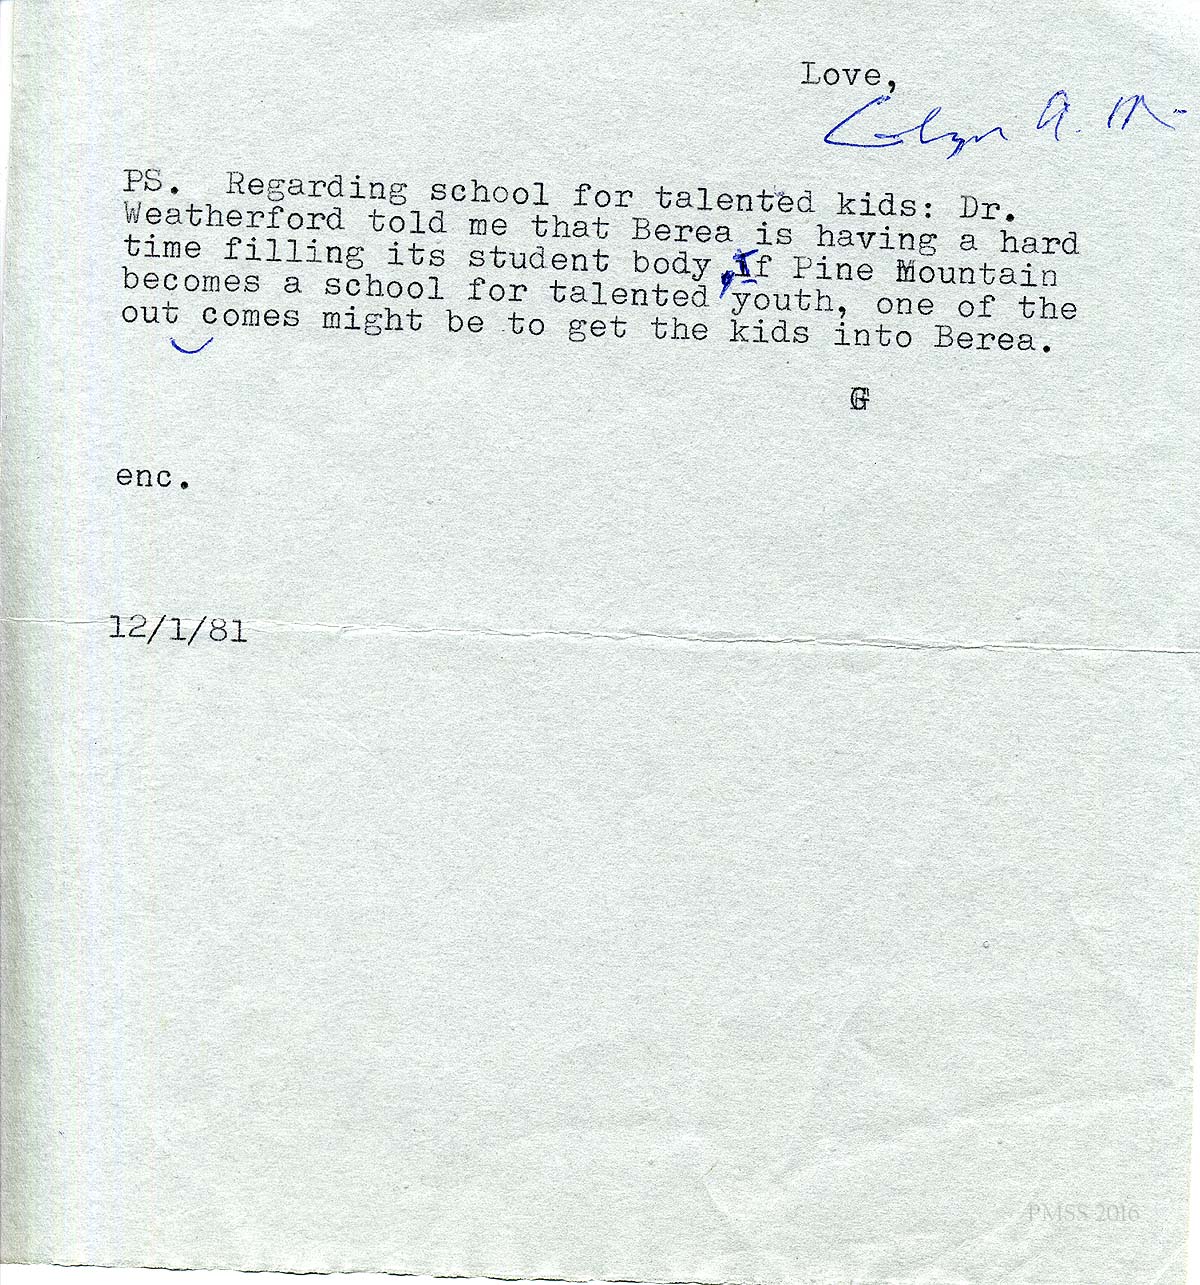 Love,
PS. Regarding school for talented kids: Dr.
Weatherford told me that Berea is having a hard
time filling its student body, If Pine Mountain
becomes a school for talented youth, one of the
out comes might be to get the kids into Berea.
G
enc.
12/1/81
PMSS 2016